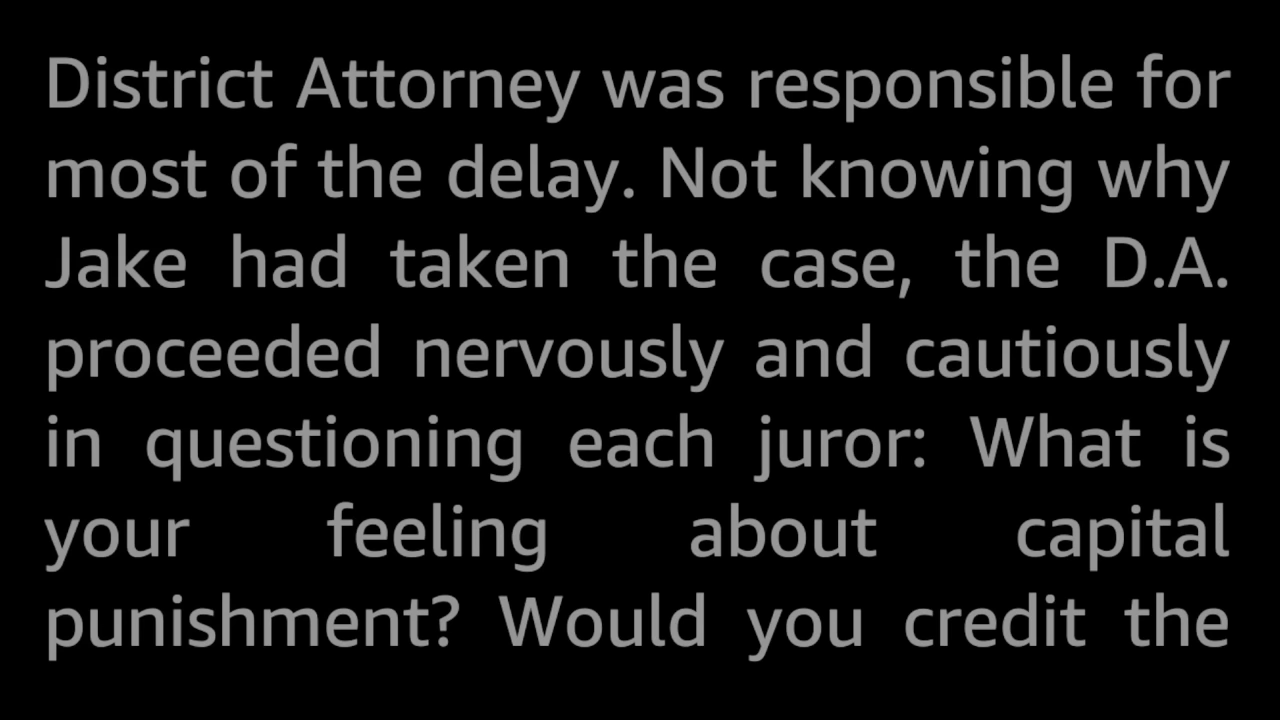 District Attorney was responsible for
most of the delay. Not knowing why
Jake had taken the case, the D.A.
proceeded nervously and cautiously
in questioning each juror: What is
your feeling about capital
punishment? Would you credit the